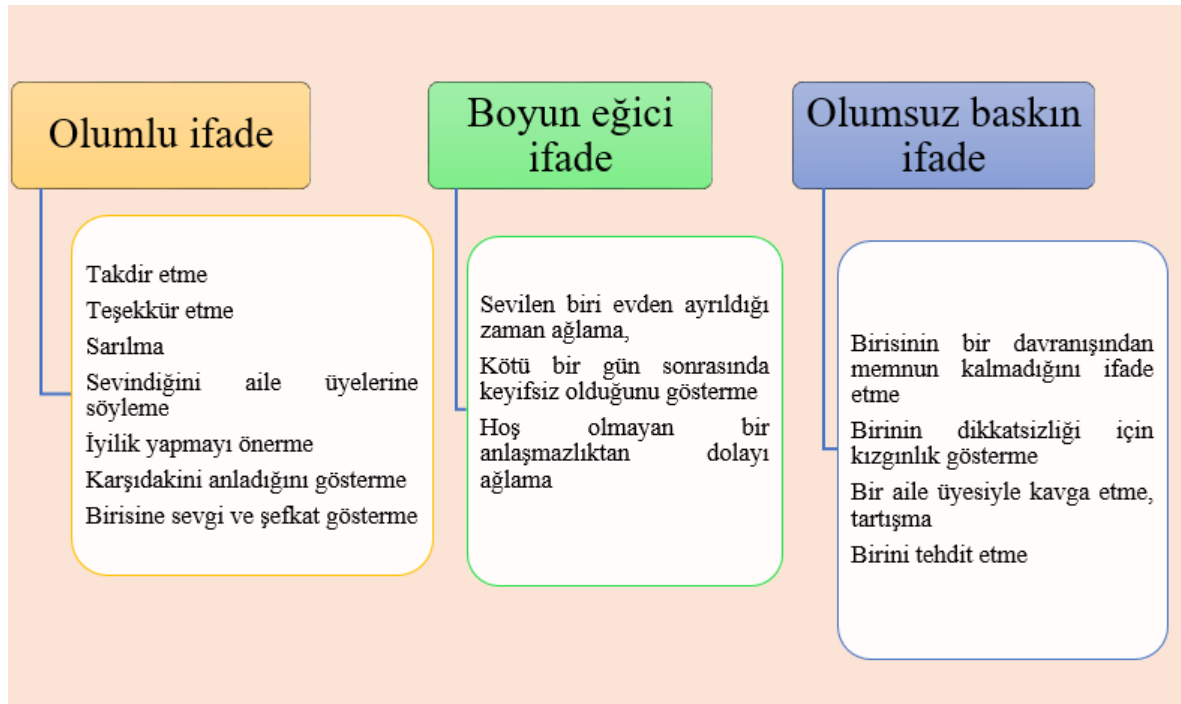 Olumlu ifade
Takdir etme
Teşekkür etme
Sarılma
Sevindiğini aile üyelerine
söyleme
İyilik yapmayı önerme
Karşıdakini anladığını gösterme
Birisine sevgi ve şefkat gösterme
Boyun eğici
ifade
Sevilen biri evden ayrıldığı
zaman ağlama,
Kötü bir gün sonrasında
keyifsiz olduğunu gösterme
Hoş olmayan bir
anlaşmazlıktan dolayı
ağlama
Olumsuz baskın
ifade
Birisinin bir davranışından
memnun kalmadığını ifade
etme
Birinin dikkatsizliği için
kızgınlık gösterme
Bir aile üyesiyle kavga etme,
tartışma
Birini tehdit etme